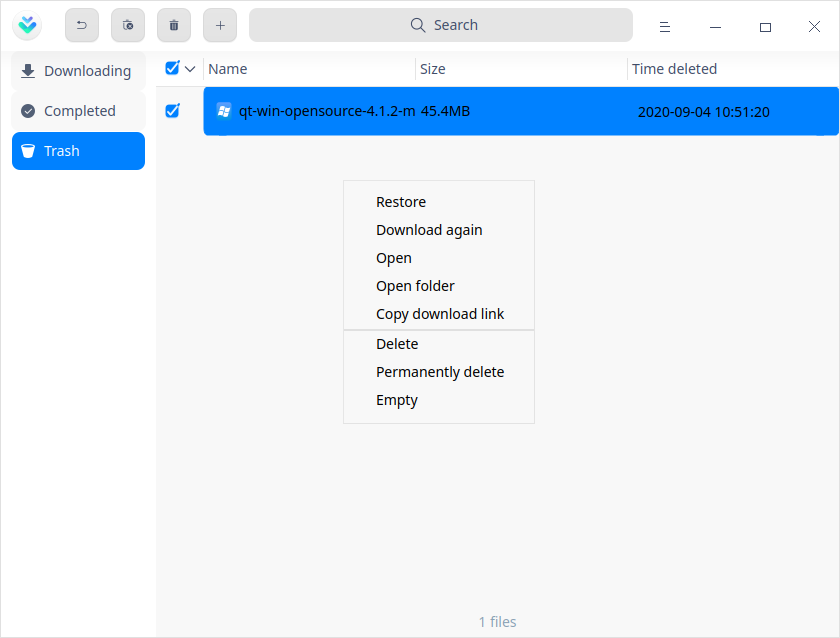 Search
Downloading
Completed
Trash
Name Size Time deleted
qt-win-opensource-4.1.2-m 45.4MB 2020-09-04 10:51:20
Restore
Download again
Open
Open folder
Copy download link
Delete
Permanently delete
Empty
1 files